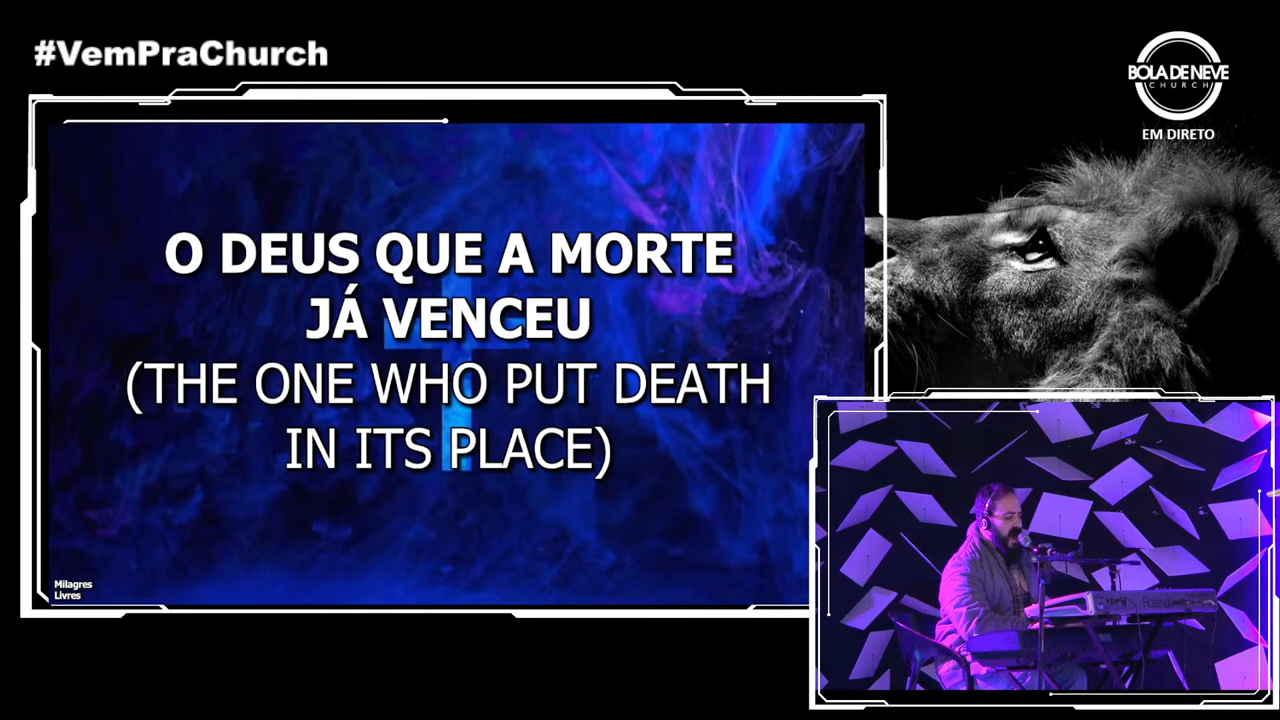 #VemPraChurch
BOLA DE NEVE
CHURCH
EM DIRETO
O DEUS QUE A MORTE
JÁ VENCEU
(THE ONE WHO PUT DEATH
IN ITS PLACE)
Milagres
Livres
Roland